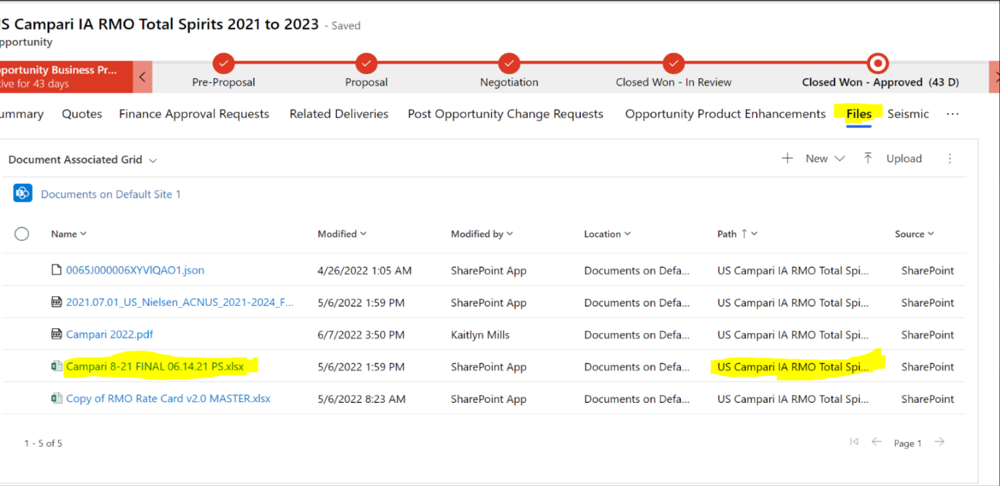 US Campari IA RMO Total Spirits 2021 to 2023 - Saved
pportunity
pportunity Business Pr...
tive for 43 days
Pre-Proposal Proposal Negotiation Closed Won - In Review Closed Won - Approved (43 D)
ummary Quotes Finance Approval Requests Related Deliveries Post Opportunity Change Requests Opportunity Product Enhancements Files Seismic ...
Document Associated Grid New Upload
Documents on Default Site 1
Name Modified Modified by Location Path ↑ Source
0065J000006XYVlQAO1.json 4/26/2022 1:05 AM SharePoint App Documents on Defa... US Campari IA RMO Total Spi... SharePoint
2021.07.01_US_Nielsen_ACNUS_2021-2024_F... 5/6/2022 1:59 PM SharePoint App Documents on Defa... US Campari IA RMO Total Spi... SharePoint
Campari 2022.pdf 6/7/2022 3:50 PM Kaitlyn Mills Documents on Defa... US Campari IA RMO Total Spi... SharePoint
Campari 8-21 FINAL 06.14.21 PS.xlsx 5/6/2022 1:59 PM SharePoint App Documents on Defa... US Campari IA RMO Total Spi... SharePoint
Copy of RMO Rate Card v2.0 MASTER.xlsx 5/6/2022 8:23 AM SharePoint App Documents on Defa... US Campari IA RMO Total Spi... SharePoint
1 - 5 of 5 Page 1